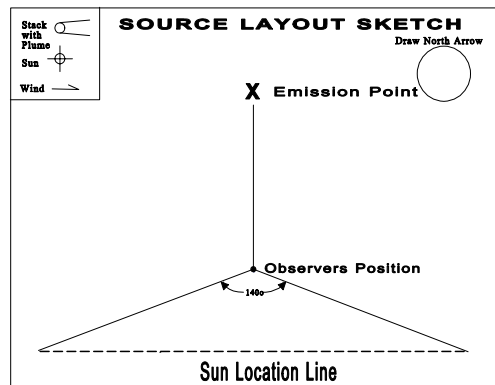 SOURCE LAYOUT SKETCH
Stack
with
Plume
Sun
Wind
Draw North Arrow
X Emission Point
Observers Position
140o
Sun Location Line